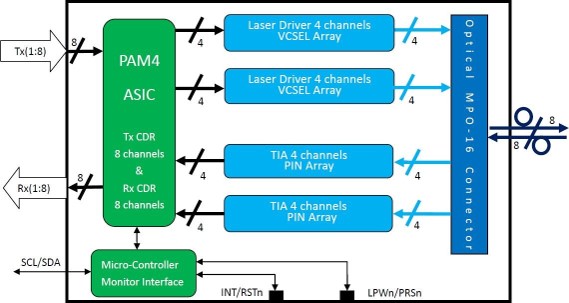 Laser Driver 4 channels
VCSEL Array
4
4
8
Tx(1:8)
PAM4
ASIC
Tx CDR
8 channels
&
Rx CDR
8 channels
Laser Driver 4 channels
VCSEL Array
4
4
Optical MPO-16 Connector
8
8
TIA 4 channels
PIN Array
4
4
8
Rx(1:8)
TIA 4 channels
PIN Array
4
4
SCL/SDA
Micro-Controller
Monitor Interface
INT/RSTn
LPWn/PRSn